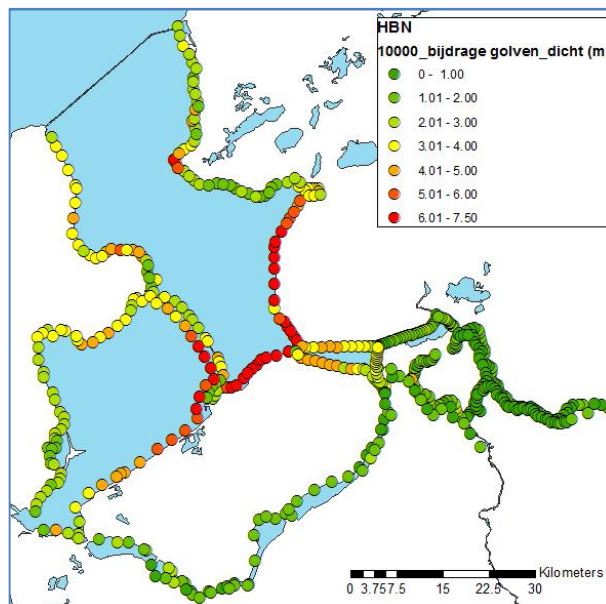 HBN
10000_bijdrage golven_dicht (m
0 - 1.00
1.01 - 2.00
2.01 - 3.00
3.01 - 4.00
4.01 - 5.00
5.01 - 6.00
6.01 - 7.50
Kilometers
0 3.757.5 15 22.5 30